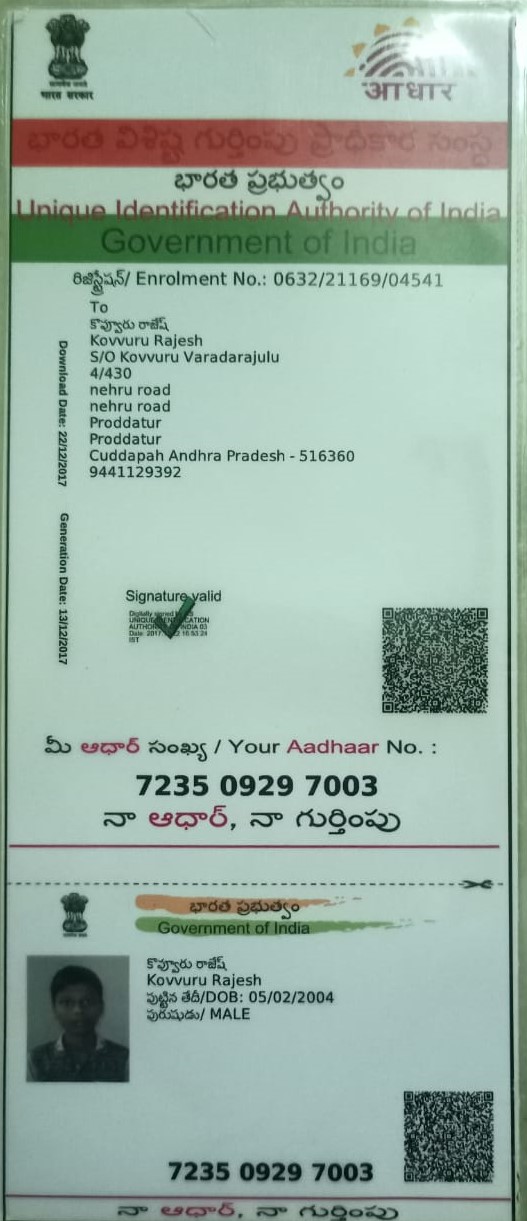 भारत सरकार
आधार
భారత విశిష్ట గుర్తింపు ప్రాధికార సంస్థ
భారత ప్రభుత్వం
Unique Identification Authority of India
Government of India
రిజిస్ట్రేషన్/ Enrolment No.: 0632/21169/04541
To
కొవ్వూరు రాజేష్
Kovvuru Rajesh
S/O Kovvuru Varadarajulu
4/430
nehru road
nehru road
Proddatur
Proddatur
Cuddapah Andhra Pradesh - 516360
9441129392
Download Date: 22/12/2017
Generation Date: 13/12/2017
Signature valid
Digitally signed
UNIQUE IDENTIFICATION
AUTHORITY OF INDIA 03
Date: 2017 16:53:24
IST
మీ ఆధార్ సంఖ్య / Your Aadhaar No. :
7235 0929 7003
నా ఆధార్, నా గుర్తింపు
భారత ప్రభుత్వం
Government of India
కొవ్వూరు రాజేష్
Kovvuru Rajesh
పుట్టిన తేదీ/DOB: 05/02/2004
పురుషుడు/ MALE
7235 0929 7003
నా ఆధార్, నా గుర్తింపు